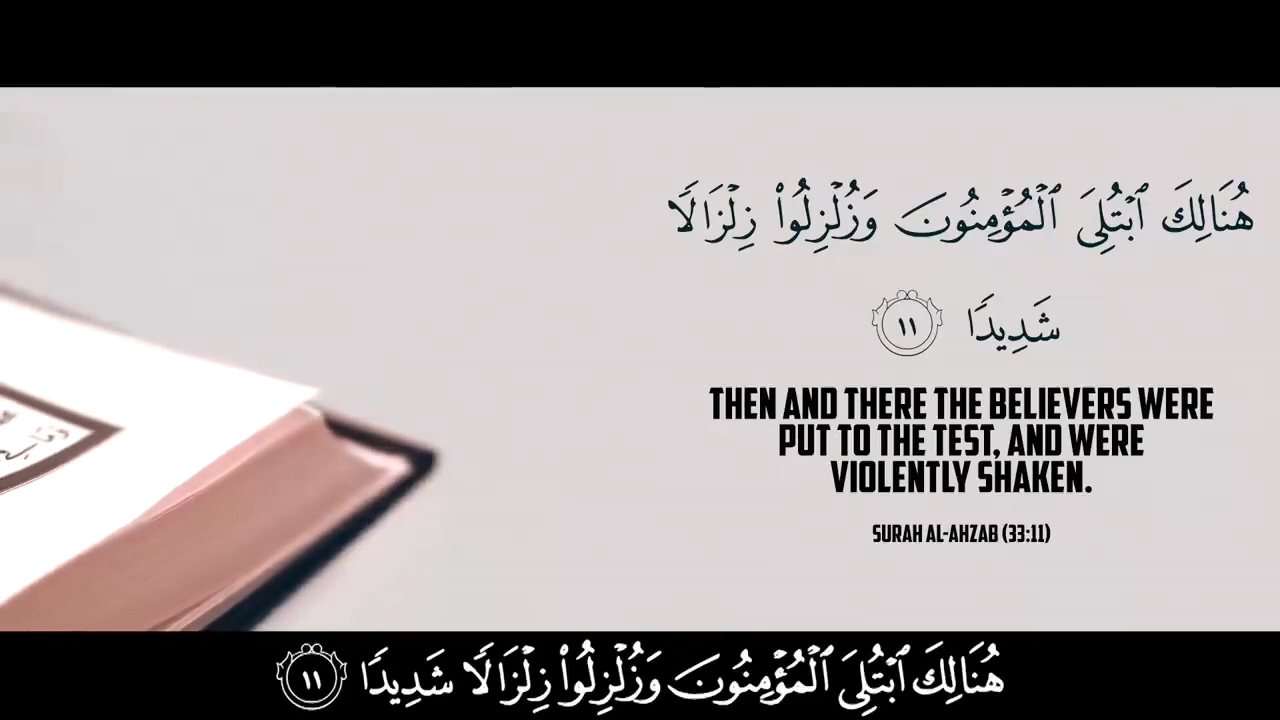 هُنَالِكَ ٱبۡتُلِيَ ٱلۡمُؤۡمِنُونَ وَزُلۡزِلُواْ زِلۡزَالٗا
شَدِيدٗا ١١
THEN AND THERE THE BELIEVERS WERE
PUT TO THE TEST, AND WERE
VIOLENTLY SHAKEN.
SURAH AL-AHZAB (33:11)
هُنَالِكَ ٱبۡتُلِيَ ٱلۡمُؤۡمِنُونَ وَزُلۡزِلُواْ زِلۡزَالٗا شَدِيدٗا ١١